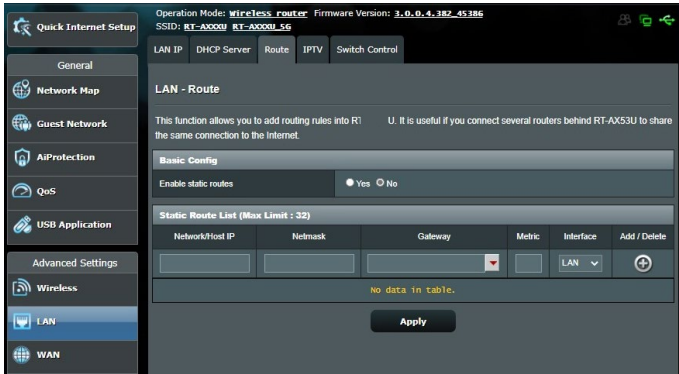 Quick Internet Setup
General
Network Map
Guest Network
AiProtection
QoS
USB Application
Advanced Settings
Wireless
LAN
WAN
Operation Mode: Wireless router Firmware Version: 3.0.0.4.382_45386
SSID: RT-AXXXU RT-AXXXU_5G
LAN IP DHCP Server Route IPTV Switch Control
LAN - Route
This function allows you to add routing rules into R1 U. It is useful if you connect several routers behind RT-AX53U to share
the same connection to the Internet.
Basic Config
Enable static routes Yes No
Static Route List (Max Limit : 32)
Network/Host IP Netmask Gateway Metric Interface Add / Delete
LAN
No data in table.
Apply